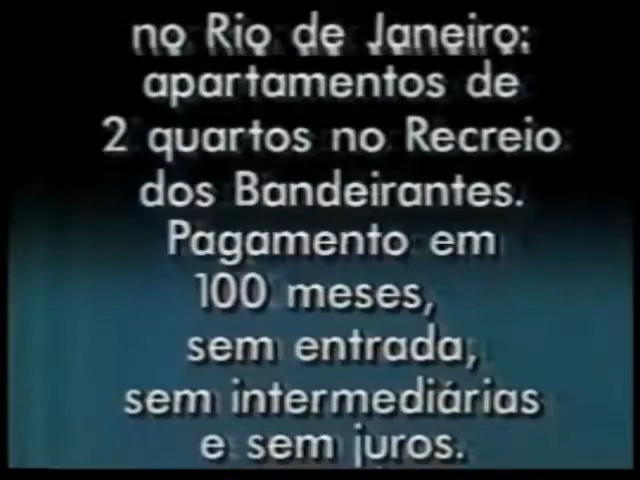 no Rio de Janeiro:
apartamentos de
2 quartos no Recreio
dos Bandeirantes.
Pagamento em
100 meses,
sem entrada,
sem intermediárias
e sem juros.